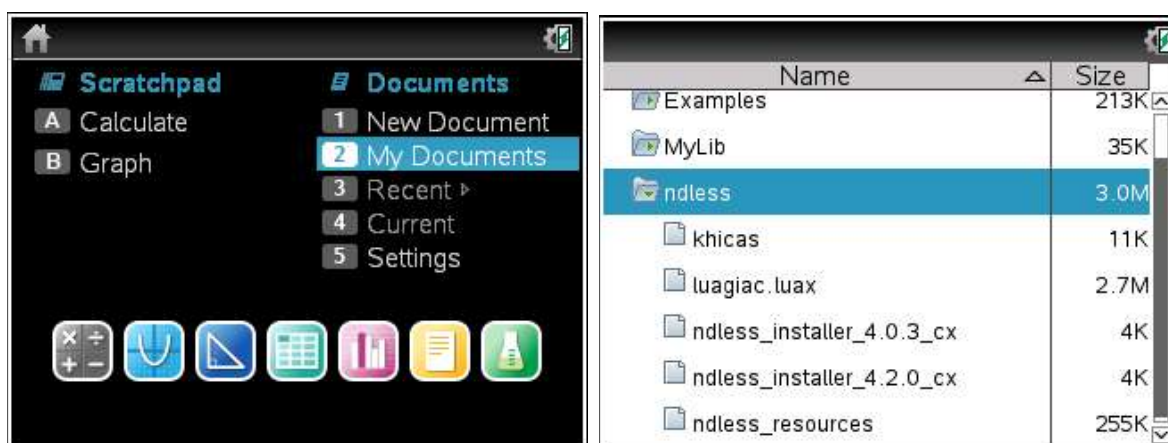 Scratchpad
A Calculate
B Graph
Documents
1 New Document
2 My Documents
3 Recent ▹
4 Current
5 Settings
Name Size
Examples 213K
MyLib 35K
ndless 3.0M
khicas 11K
luagiac.luax 2.7M
ndless_installer_4.0.3_cx 4K
ndless_installer_4.2.0_cx 4K
ndless_resources 255K